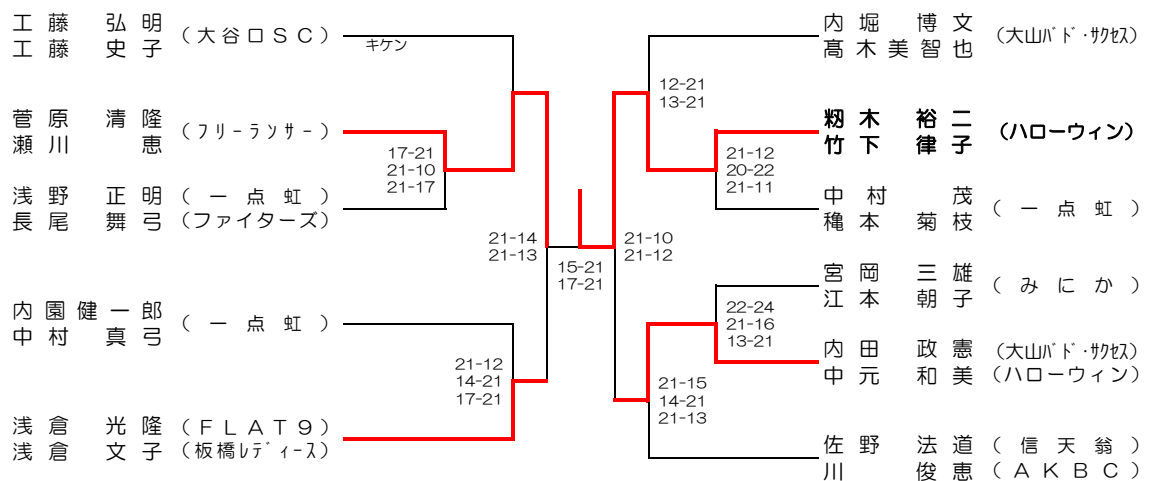 工藤 弘明 (大谷口SC)
工藤 史子
キケン
菅原 清隆 (フリーランサー)
瀬川 恵
17-21
21-10
21-17
浅野 正明 (一点虹)
長尾 舞弓 (ファイターズ)
21-14
21-13
内園健一郎 (一点虹)
中村 真弓
21-12
14-21
17-21
浅倉 光隆 (FLAT9)
浅倉 文子 (板橋レディース)
15-21
17-21
内堀 博文 (大山バド・サクセス)
髙木美智也
12-21
13-21
籾木 裕二 (ハローウィン)
竹下 律子
21-12
20-22
21-11
中村 茂 (一点虹)
穐本 菊枝
21-10
21-12
宮岡 三雄 (みにか)
江本 朝子
22-24
21-16
13-21
内田 政憲 (大山バド・サクセス)
中元 和美 (ハローウィン)
21-15
14-21
21-13
佐野 法道 (信天翁)
川 俊恵 (AKBC)